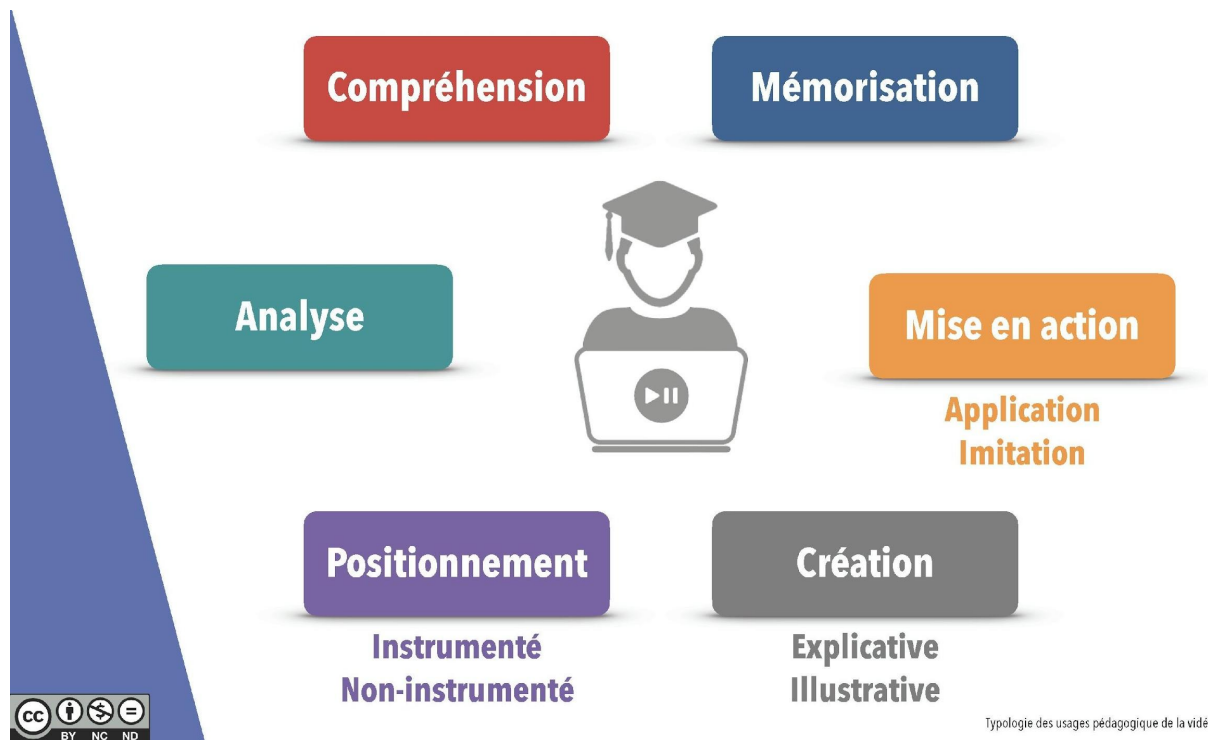 Compréhension
Mémorisation
Analyse
Mise en action
Application
Imitation
Positionnement
Instrumenté
Non-instrumenté
Création
Explicative
Illustrative
cc
BY NC ND
Typologie des usages pédagogique de la vidé